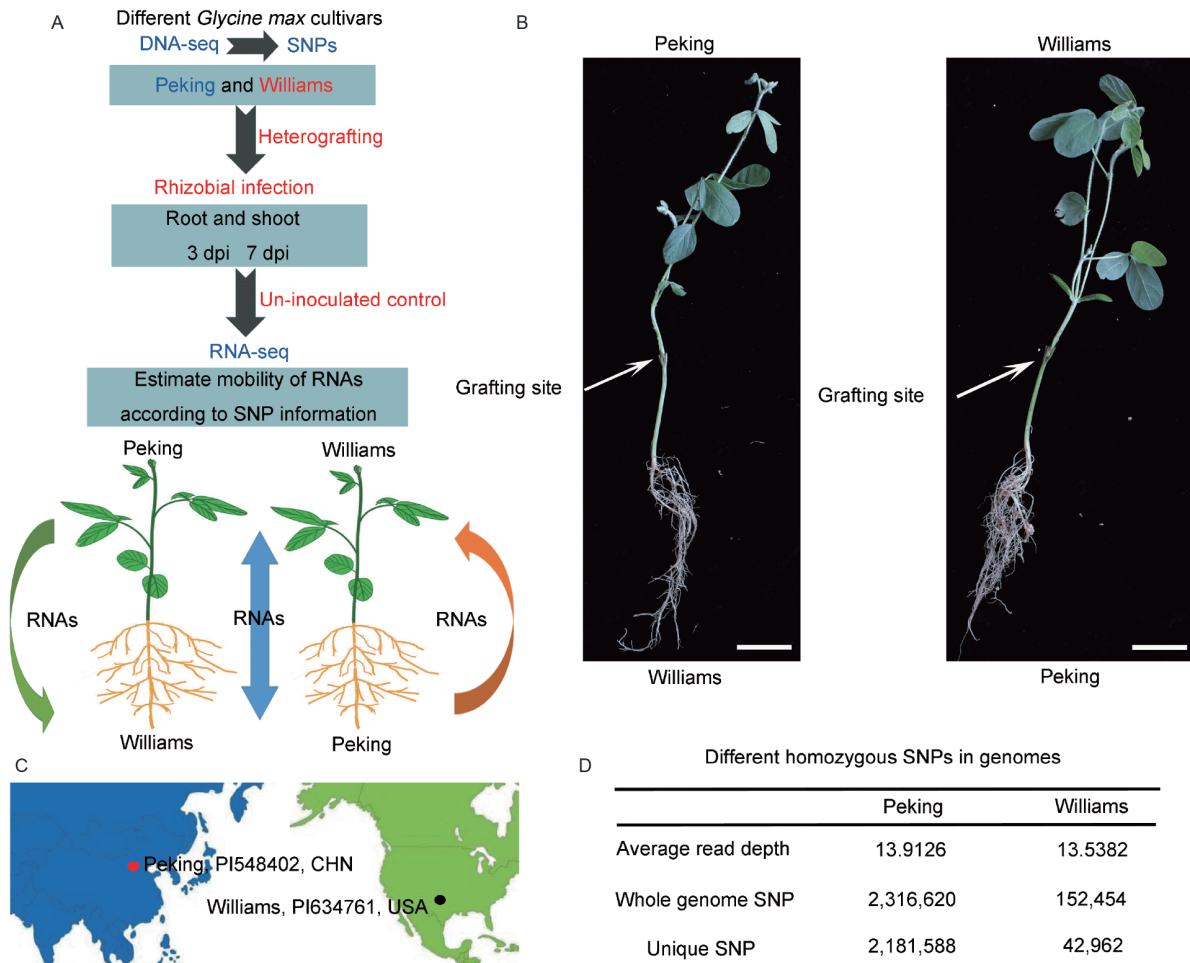 A
Different Glycine max cultivars
DNA-seq SNPs
Peking and Williams
Heterografting
Rhizobial infection
Root and shoot
3 dpi 7 dpi
Un-inoculated control
RNA-seq
Estimate mobility of RNAs
according to SNP information
Peking Williams
RNAs RNAs RNAs
Williams Peking
B
Peking Williams
Grafting site Grafting site
Williams Peking
C
Peking, PI548402, CHN
Williams, PI634761, USA
D
Different homozygous SNPs in genomes
Peking Williams
Average read depth 13.9126 13.5382
Whole genome SNP 2,316,620 152,454
Unique SNP 2,181,588 42,962